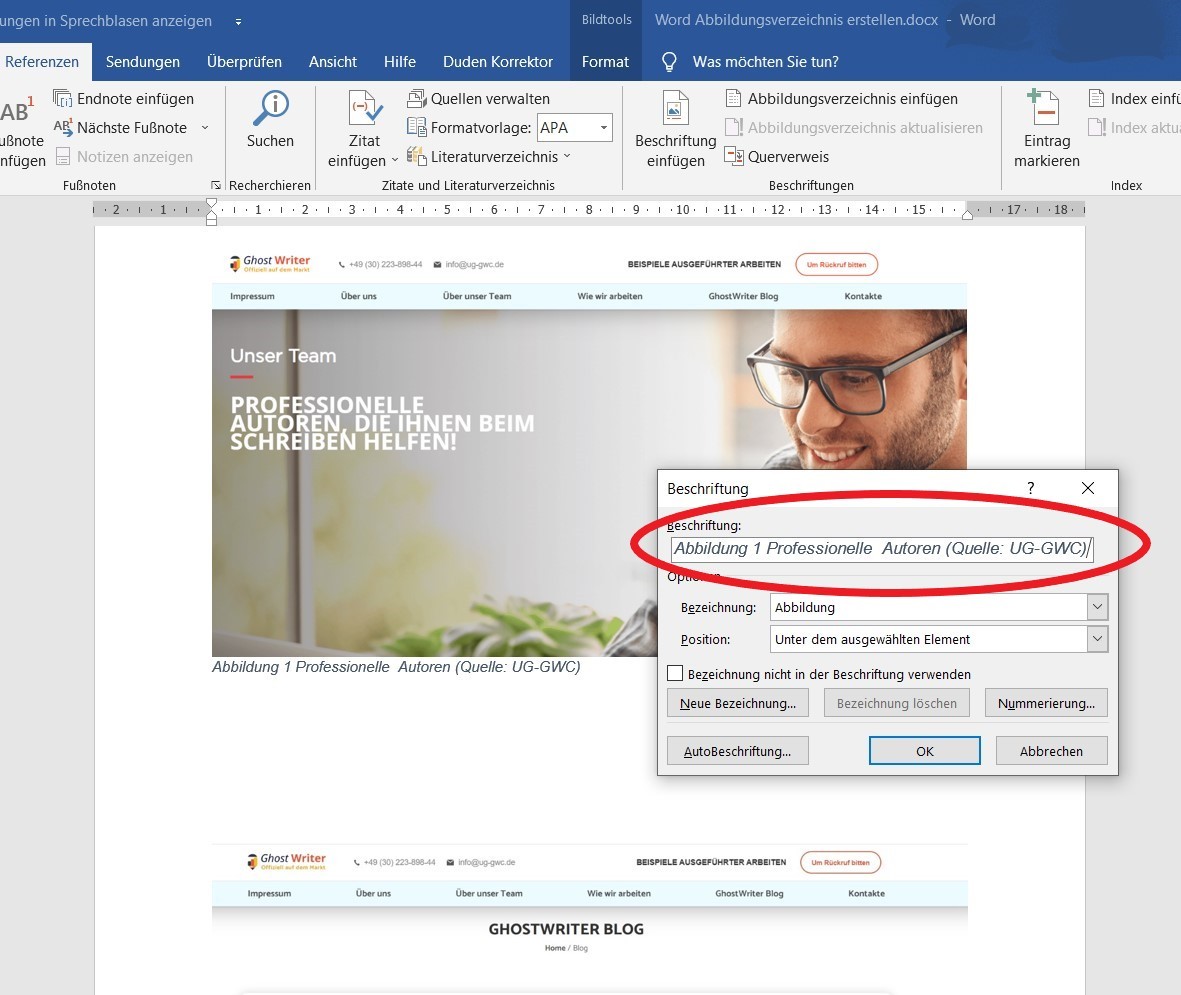 ungen in Sprechblasen anzeigen
Bildtools
Word Abbildungsverzeichnis erstellen.docx - Word
Referenzen Sendungen Überprüfen Ansicht Hilfe Duden Korrektor Format Was möchten Sie tun?
AB1
ußnote
nfügen
Endnote einfügen
AB1 Nächste Fußnote
Notizen anzeigen
Fußnoten
Suchen
Recherchieren
Zitat
einfügen
Quellen verwalten
Formatvorlage: APA
Literaturverzeichnis
Zitate und Literaturverzeichnis
Beschriftung
einfügen
Abbildungsverzeichnis einfügen
Abbildungsverzeichnis aktualisieren
Querverweis
Beschriftungen
Eintrag
markieren
Index einfü
Index aktu
Index
2 1 1 2 3 4 5 6 7 8 9 10 11 12 13 14 15 17 18
Ghost Writer
Offiziell auf dem Markt
+49 (30) 223-898-44 info@ug-gwc.de BEISPIELE AUSGEFÜHRTER ARBEITEN Um Rückruf bitten
Impressum Über uns Über unser Team Wie wir arbeiten GhostWriter Blog Kontakte
Unser Team
PROFESSIONELLE
AUTOREN, DIE IHNEN BEIM
SCHREIBEN HELFEN!
Abbildung 1 Professionelle Autoren (Quelle: UG-GWC)
Beschriftung ?
Beschriftung:
Abbildung 1 Professionelle Autoren (Quelle: UG-GWC)
Optionen
Bezeichnung: Abbildung
Position: Unter dem ausgewählten Element
Bezeichnung nicht in der Beschriftung verwenden
Neue Bezeichnung... Bezeichnung löschen Nummerierung...
AutoBeschriftung... OK Abbrechen
Ghost Writer
Offiziell auf dem Markt
+49 (30) 223-898-44 info@ug-gwc.de BEISPIELE AUSGEFÜHRTER ARBEITEN Um Rückruf bitten
Impressum Über uns Über unser Team Wie wir arbeiten GhostWriter Blog Kontakte
GHOSTWRITER BLOG
Home / Blog